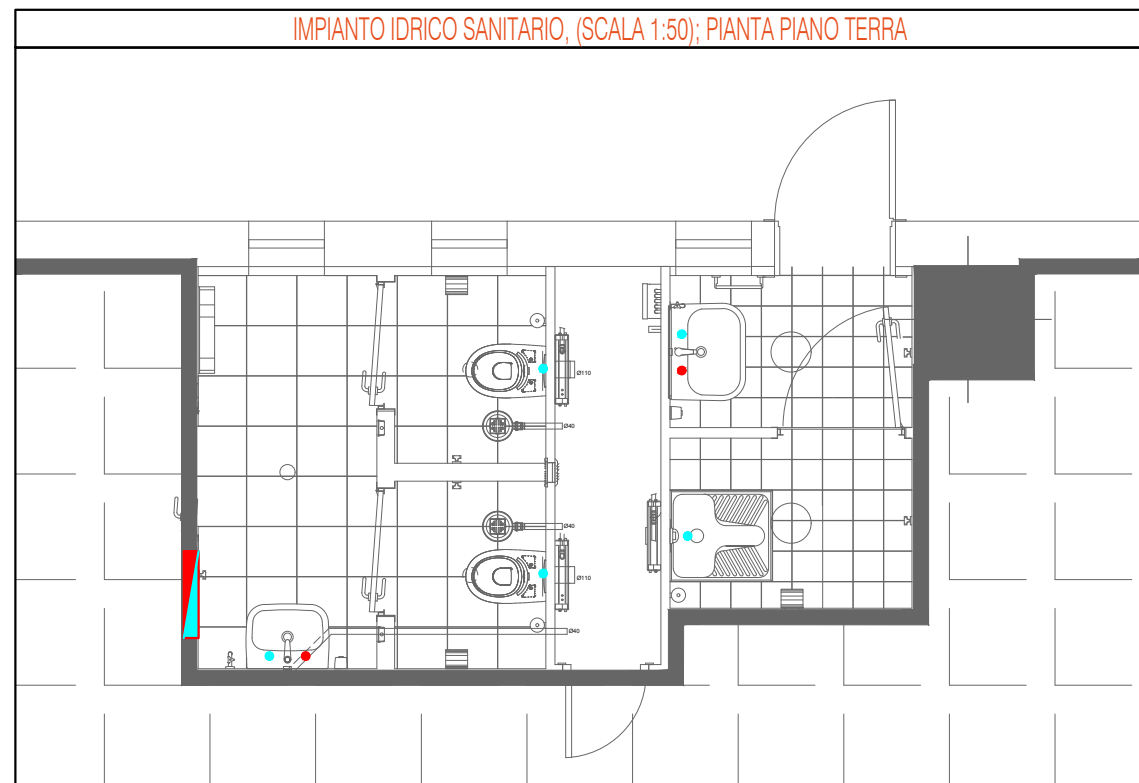 IMPIANTO IDRICO SANITARIO, (SCALA 1:50); PIANTA PIANO TERRA
Ø110
Ø40
Ø40
Ø110
Ø40